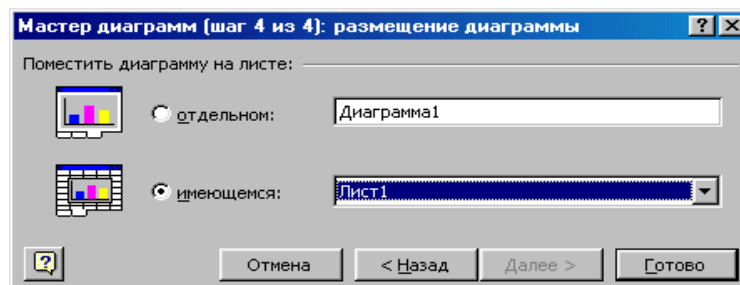 Мастер диаграмм (шаг 4 из 4): размещение диаграммы
Поместить диаграмму на листе:
отдельном: Диаграмма1
имеющемся: Лист1
Отмена < Назад Далее > Готово